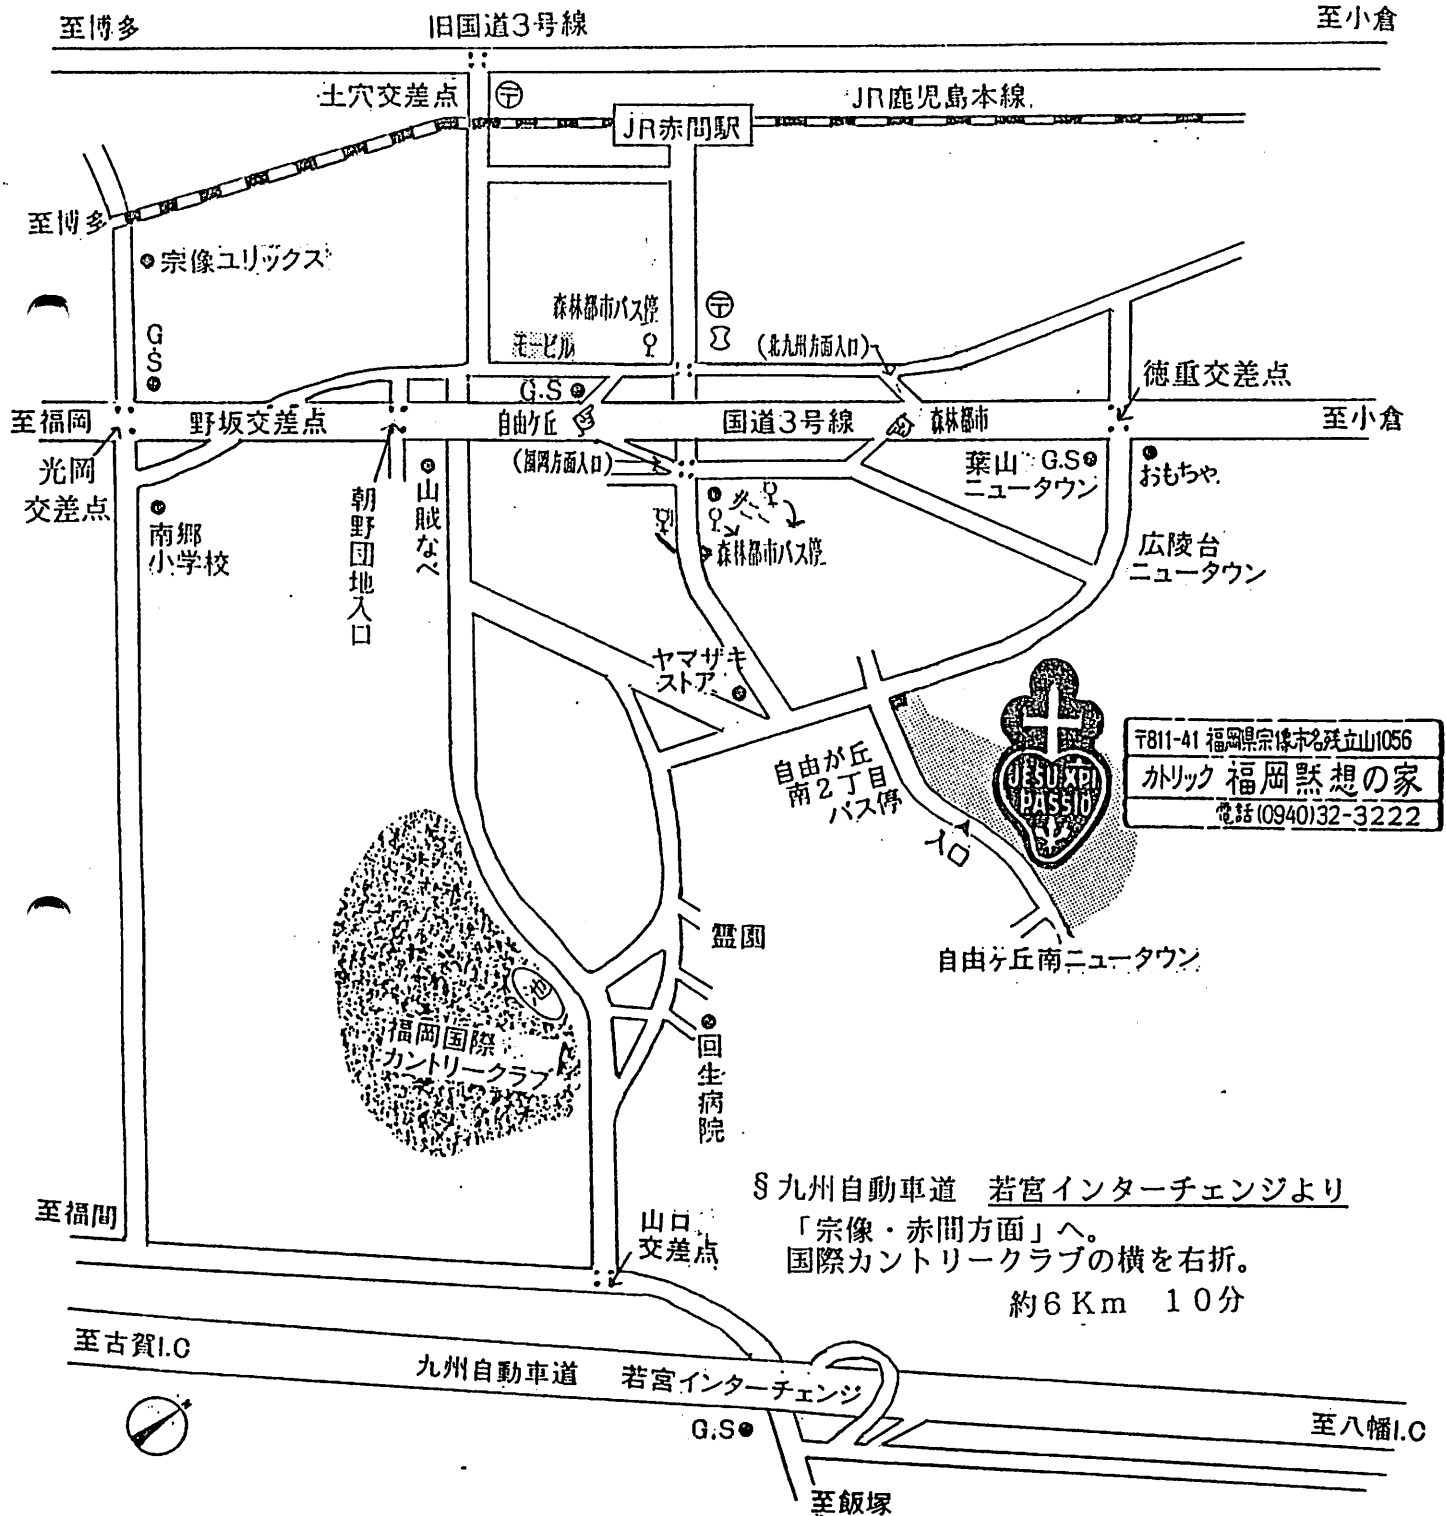 至博多
旧国道3号線
至小倉
土穴交差点
〒
JR赤間駅
JR鹿児島本線
至博多
宗像ユリックス
森林都市バス停
〒
モービル
(北九州方面入口)
G.S
G.S
徳重交差点
至福岡
野坂交差点
自由ケ丘
国道3号線
森林都市
至小倉
(福岡方面入口)
光岡
交差点
山賊なべ
朝野団地入口
葉山
ニュータウン
G.S
おもちゃ
南郷
小学校
森林都市バス停
広陵台
ニュータウン
ヤマザキ
ストア
自由が丘
南2丁目
バス停
JESU XPI
PASSIO
〒811-41 福岡県宗像市名残立山1056
カトリック 福岡黙想の家
電話(0940)32-3222
入口
霊園
自由ヶ丘南ニュータウン
池
福岡国際
カントリークラブ
回生病院
§九州自動車道 若宮インターチェンジより
「宗像・赤間方面」へ。
国際カントリークラブの横を右折。
約6Km 10分
至福間
山口
交差点
至古賀I.C
九州自動車道 若宮インターチェンジ
G.S
至八幡I.C
N
至飯塚